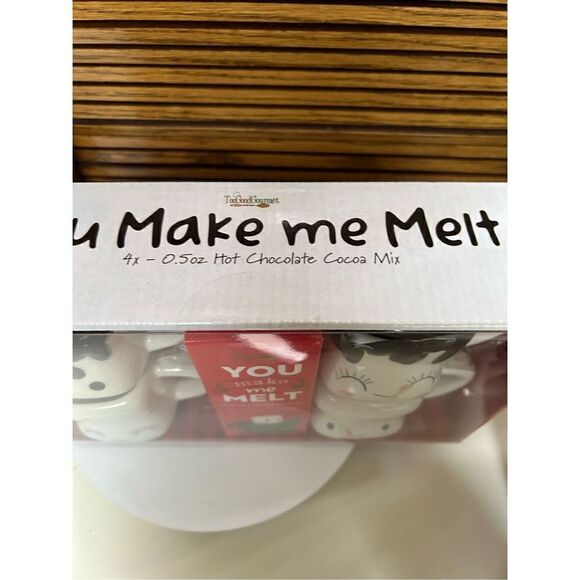 TooGoodGourmet
u Make me Melt
4x - 0.5oz Hot Chocolate Cocoa Mix
YOU
make
me
MELT